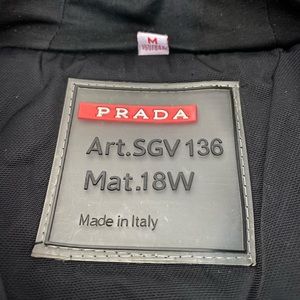 M
PRADA
Art.SGV 136
Mat.18W
Made in Italy